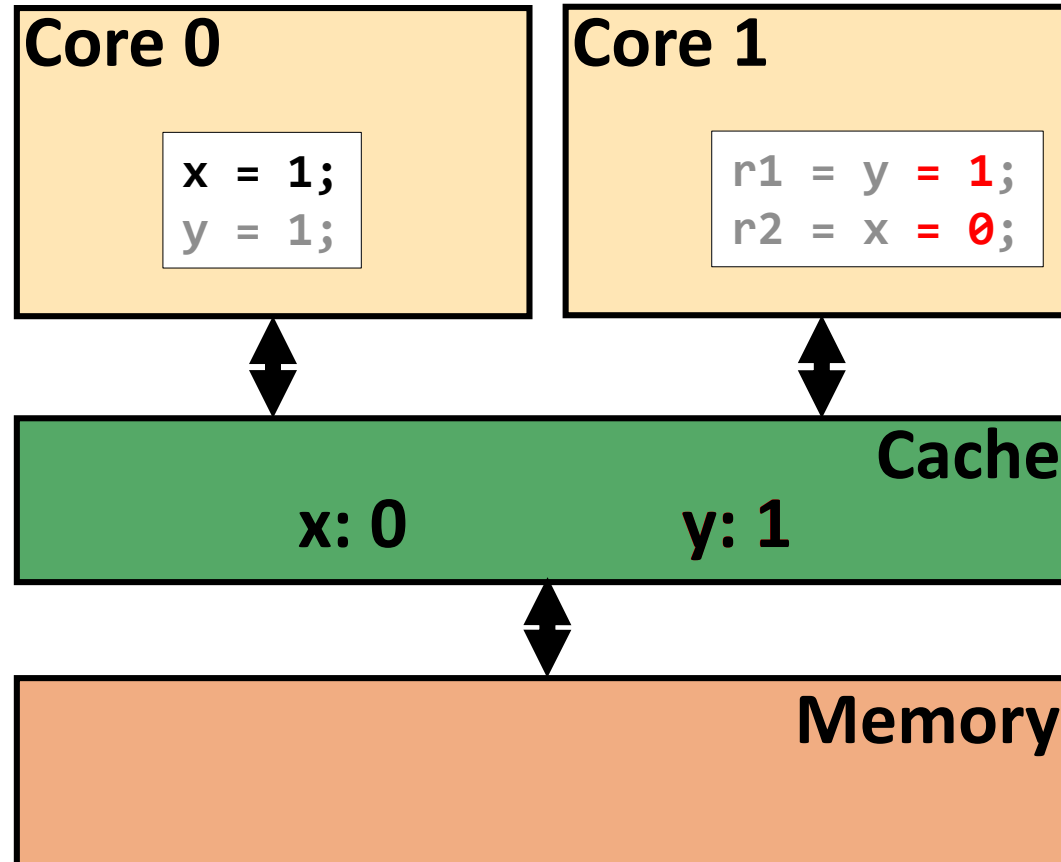 Core 0
x = 1;
y = 1;
Core 1
r1 = y = 1;
r2 = x = 0;
Cache
x: 0 y: 1
Memory